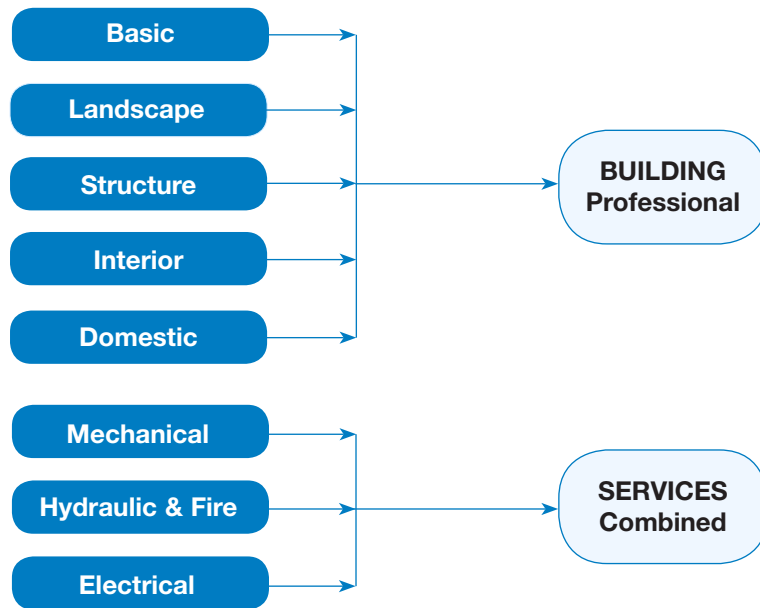 Basic
Landscape
Structure
Interior
Domestic
BUILDING
Professional
Mechanical
Hydraulic & Fire
Electrical
SERVICES
Combined